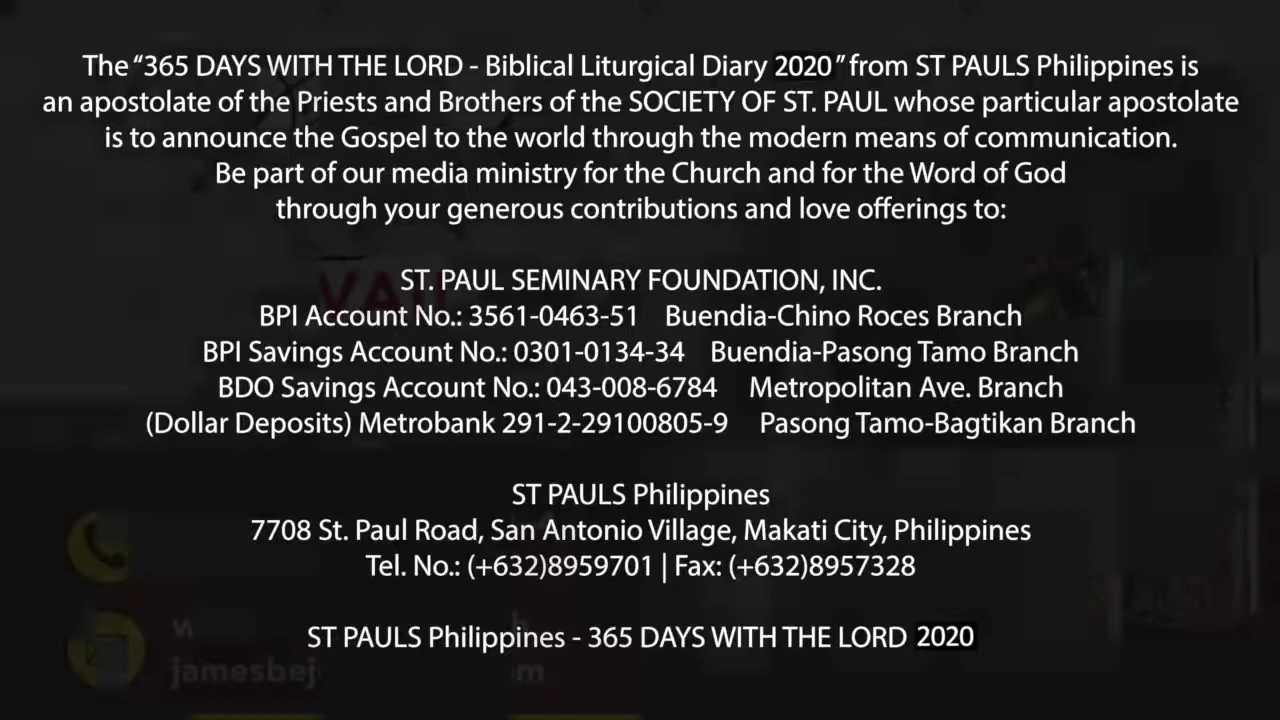 The “365 DAYS WITH THE LORD - Biblical Liturgical Diary 2020” from ST PAULS Philippines is
an apostolate of the Priests and Brothers of the SOCIETY OF ST. PAUL whose particular apostolate
is to announce the Gospel to the world through the modern means of communication.
Be part of our media ministry for the Church and for the Word of God
through your generous contributions and love offerings to:
ST. PAUL SEMINARY FOUNDATION, INC.
BPI Account No.: 3561-0463-51 Buendia-Chino Roces Branch
BPI Savings Account No.: 0301-0134-34 Buendia-Pasong Tamo Branch
BDO Savings Account No.: 043-008-6784 Metropolitan Ave. Branch
(Dollar Deposits) Metrobank 291-2-29100805-9 Pasong Tamo-Bagtikan Branch
ST PAULS Philippines
7708 St. Paul Road, San Antonio Village, Makati City, Philippines
Tel. No.: (+632)8959701 | Fax: (+632)8957328
ST PAULS Philippines - 365 DAYS WITH THE LORD 2020